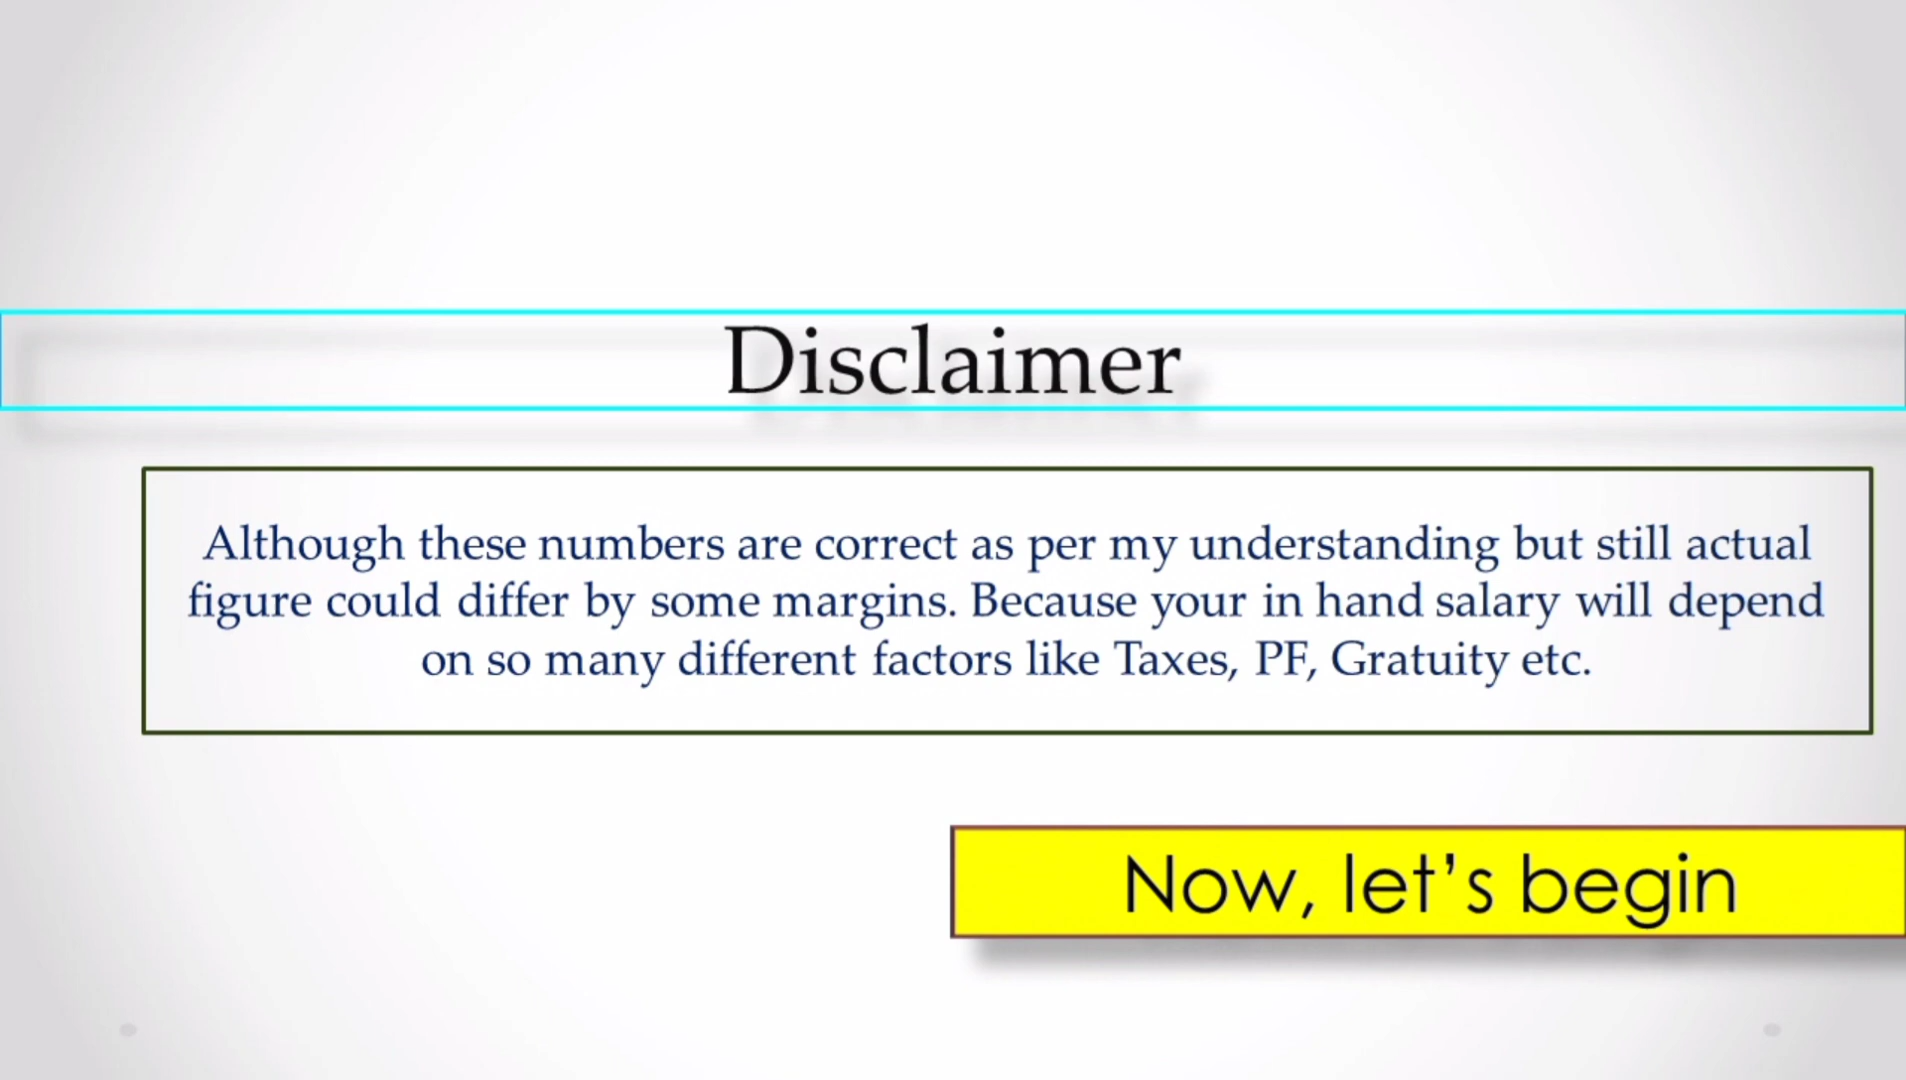 Disclaimer
Although these numbers are correct as per my understanding but still actual
figure could differ by some margins. Because your in hand salary will depend
on so many different factors like Taxes, PF, Gratuity etc.
Now, let’s begin